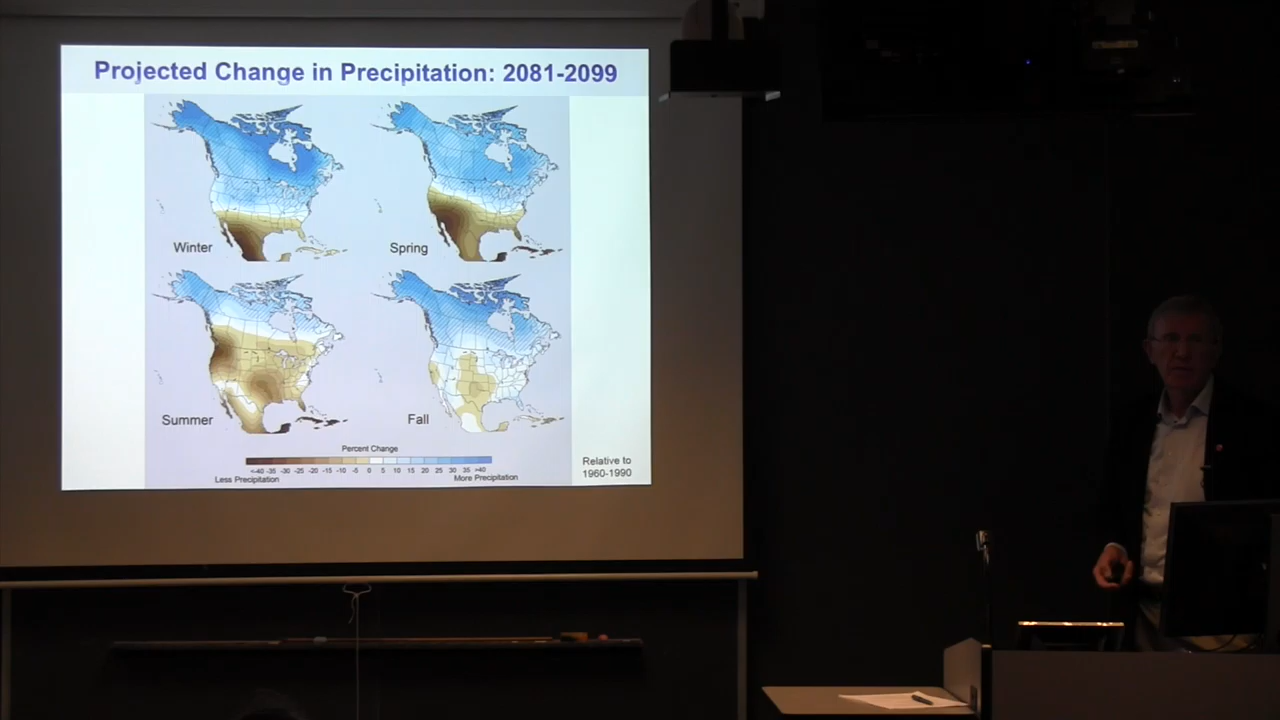 Projected Change in Precipitation: 2081-2099
Winter
Spring
Summer
Fall
Percent Change
<-40 -35 -30 -25 -20 -15 -10 -5 0 5 10 15 20 25 30 35 >40
Less Precipitation
More Precipitation
Relative to
1960-1990